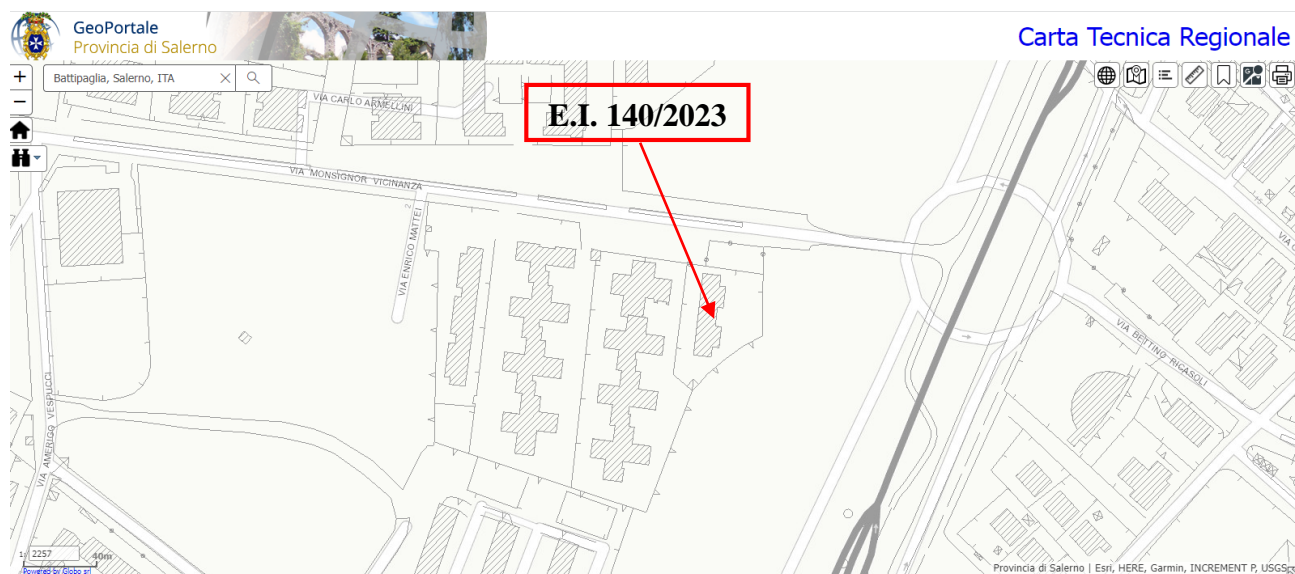 GeoPortale
Provincia di Salerno
Carta Tecnica Regionale
+
Battipaglia, Salerno, ITA
−
VIA CARLO ARMELLINI
E.I. 140/2023
VIA MONSIGNOR VICINANZA
VIA ENRICO MATTEI
VIA BETTINO RICASOLI
VIA AMERIGO VESPUCCI
1: 2257
40m
Powered by Globo srl
Provincia di Salerno | Esri, HERE, Garmin, INCREMENT P, USGS